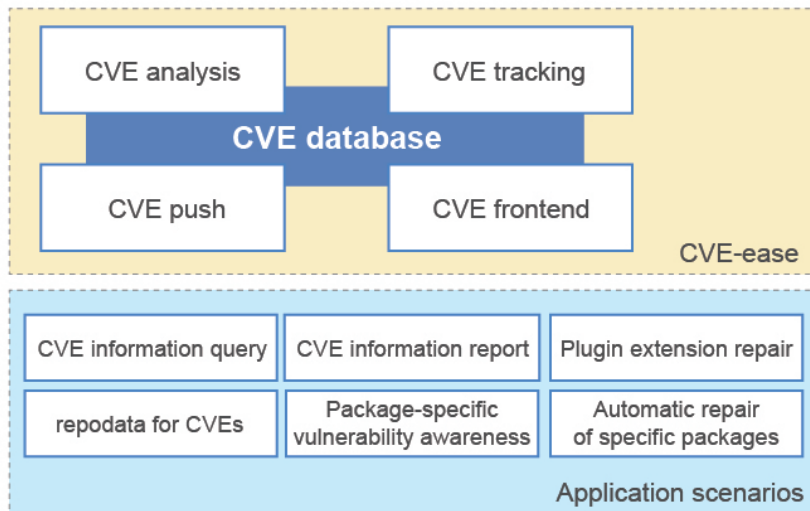 CVE analysis
CVE tracking
CVE database
CVE push
CVE frontend
CVE-ease
CVE information query
CVE information report
Plugin extension repair
repodata for CVEs
Package-specific
vulnerability awareness
Automatic repair
of specific packages
Application scenarios